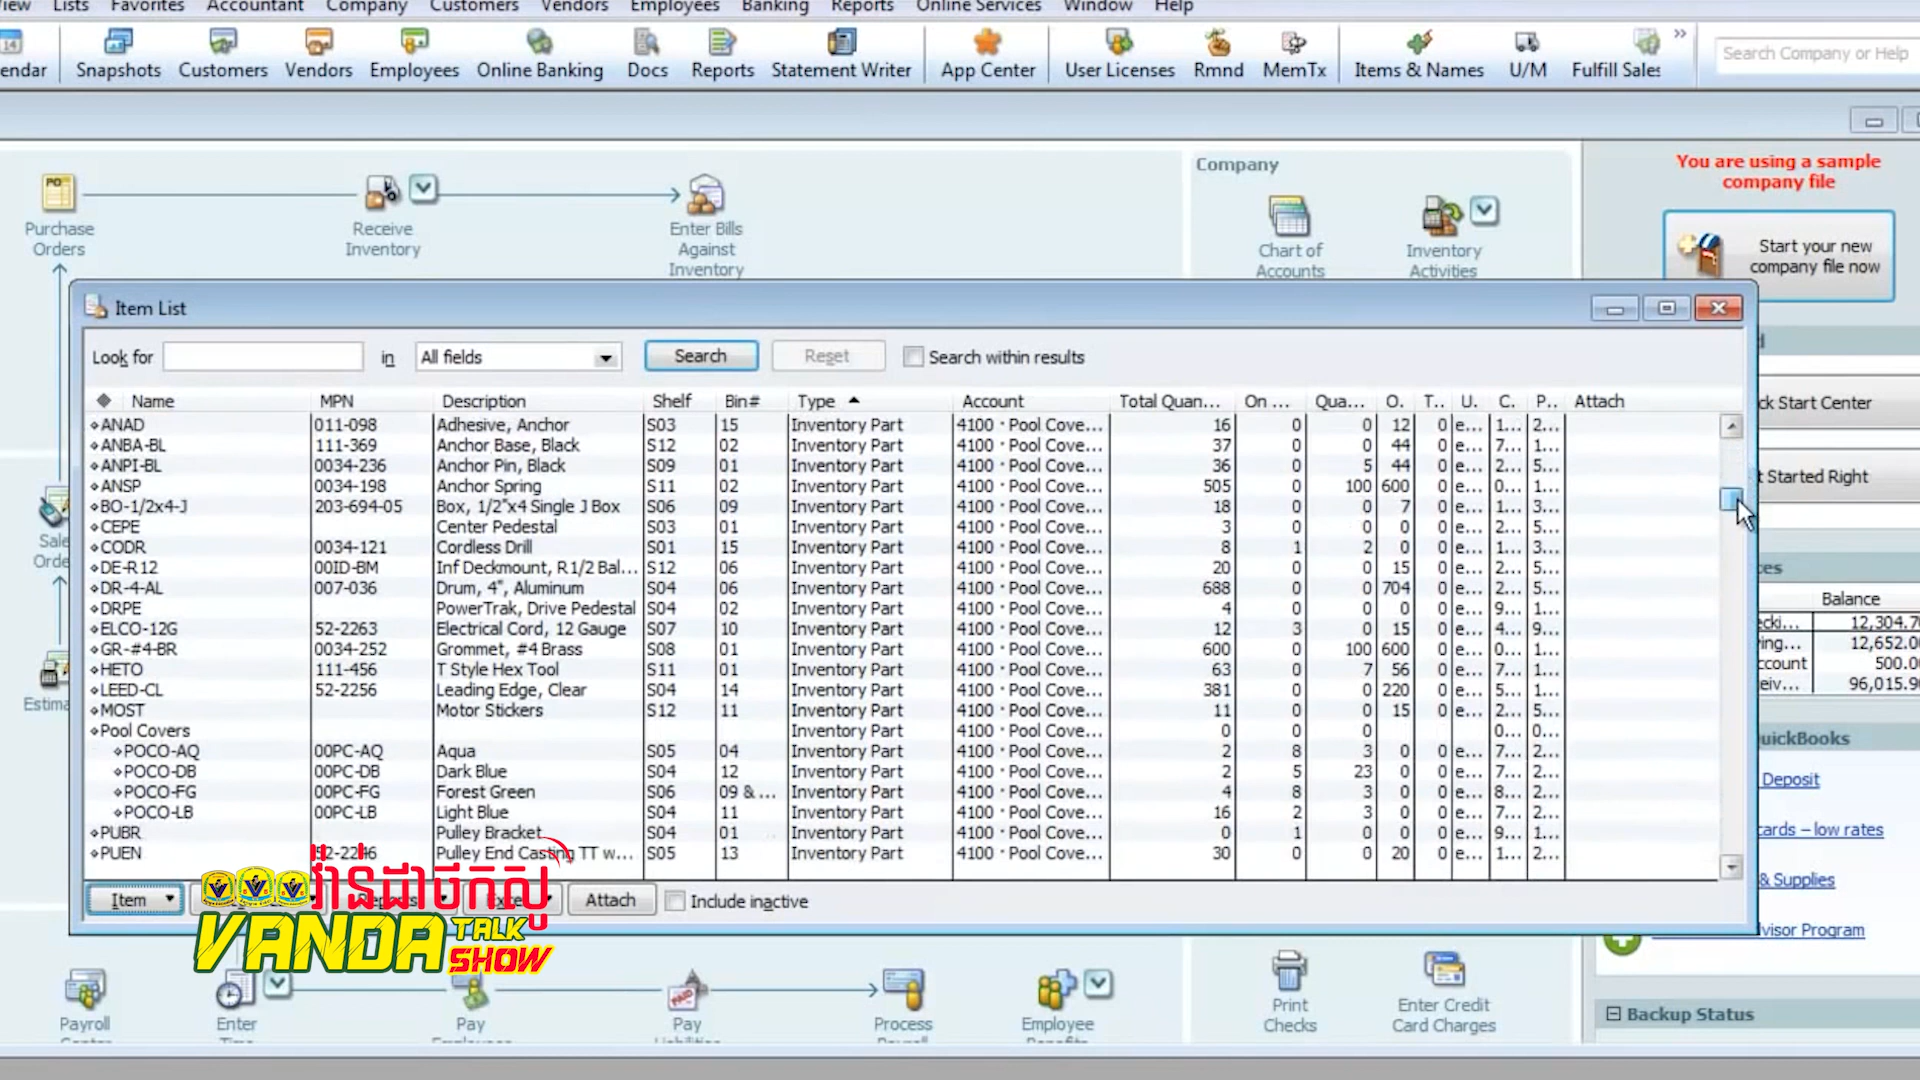 Lists Favorites Accountant Company Customers Vendors Employees Banking Reports Online Services Window Help
Snapshots Customers Vendors Employees Online Banking Docs Reports Statement Writer App Center User Licenses Rmnd MemTx Items & Names U/M Fulfill Sales
Search Company or Help
Company
You are using a sample
company file
Purchase
Orders
Receive
Inventory
Enter Bills
Against
Inventory
Chart of
Accounts
Inventory
Activities
Start your new
company file now
Item List
Look for in All fields Search Reset Search within results
Name MPN Description Shelf Bin# Type Account Total Quan... On ... Qua... O. T.. U. C. P.. Attach
ANAD 011-098 Adhesive, Anchor S03 15 Inventory Part 4100 · Pool Cove... 16 0 0 12 0 e... 1... 2...
ANBA-BL 111-369 Anchor Base, Black S12 02 Inventory Part 4100 · Pool Cove... 37 0 0 44 0 e... 2... 1...
ANPI-BL 0034-236 Anchor Pin, Black S09 01 Inventory Part 4100 · Pool Cove... 36 0 5 44 0 e... 2... 5...
ANSP 0034-198 Anchor Spring S11 02 Inventory Part 4100 · Pool Cove... 505 0 100 600 0 e... 0... 1...
BO-1/2x4-J 203-694-05 Box, 1/2"x4 Single J Box S06 09 Inventory Part 4100 · Pool Cove... 18 0 0 7 0 e... 1... 3...
CEPE Center Pedestal S03 01 Inventory Part 4100 · Pool Cove... 3 0 0 0 0 e... 2... 5...
CODR 0034-121 Cordless Drill S01 15 Inventory Part 4100 · Pool Cove... 8 1 2 0 0 e... 1... 3...
DE-R12 00ID-BM Inf Deckmount, R1/2 Bal... S12 06 Inventory Part 4100 · Pool Cove... 20 0 0 15 0 e... 2... 5...
DR-4-AL 007-036 Drum, 4", Aluminum S04 06 Inventory Part 4100 · Pool Cove... 688 0 0 704 0 e... 2... 5...
DRPE PowerTrak, Drive Pedestal S04 02 Inventory Part 4100 · Pool Cove... 4 0 0 0 0 e... 9... 1...
ELCO-12G 52-2263 Electrical Cord, 12 Gauge S07 10 Inventory Part 4100 · Pool Cove... 12 3 0 15 0 e... 4... 9...
GR-#4-BR 0034-252 Grommet, #4 Brass S08 01 Inventory Part 4100 · Pool Cove... 600 0 100 600 0 e... 0... 1...
HETO 111-456 T Style Hex Tool S11 01 Inventory Part 4100 · Pool Cove... 63 0 7 56 0 e... 7... 1...
LEED-CL 52-2256 Leading Edge, Clear S04 14 Inventory Part 4100 · Pool Cove... 381 0 0 220 0 e... 5... 1...
MOST Motor Stickers S12 11 Inventory Part 4100 · Pool Cove... 11 0 0 15 0 e... 2... 5...
Pool Covers Inventory Part 4100 · Pool Cove... 0 0 0 0 0 e... 0... 0...
POCO-AQ 00PC-AQ Aqua S05 04 Inventory Part 4100 · Pool Cove... 2 8 3 0 0 e... 7... 2...
POCO-DB 00PC-DB Dark Blue S04 12 Inventory Part 4100 · Pool Cove... 2 5 23 0 0 e... 7... 2...
POCO-FG 00PC-FG Forest Green S06 09 & ... Inventory Part 4100 · Pool Cove... 4 8 3 0 0 e... 8... 2...
POCO-LB 00PC-LB Light Blue S04 11 Inventory Part 4100 · Pool Cove... 16 2 3 0 0 e... 7... 2...
PUBR Pulley Bracket S04 01 Inventory Part 4100 · Pool Cove... 0 1 0 0 0 e... 9... 1...
PUEN 52-2246 Pulley End Casting TT w... S05 13 Inventory Part 4100 · Pool Cove... 30 0 0 20 0 e... 1... 2...
Item Attach Include inactive
វ៉ាន់ដាថកស្ូ
VANDA TALK
SHOW
Started Right
Start Center
Balance
12,304.7
12,652.0
500.0
96,015.9
Deposit
cards – low rates
& Supplies
Program
Payroll
Enter
Pay
Pay
Process
Employee
Print
Checks
Enter Credit
Card Charges
Backup Status